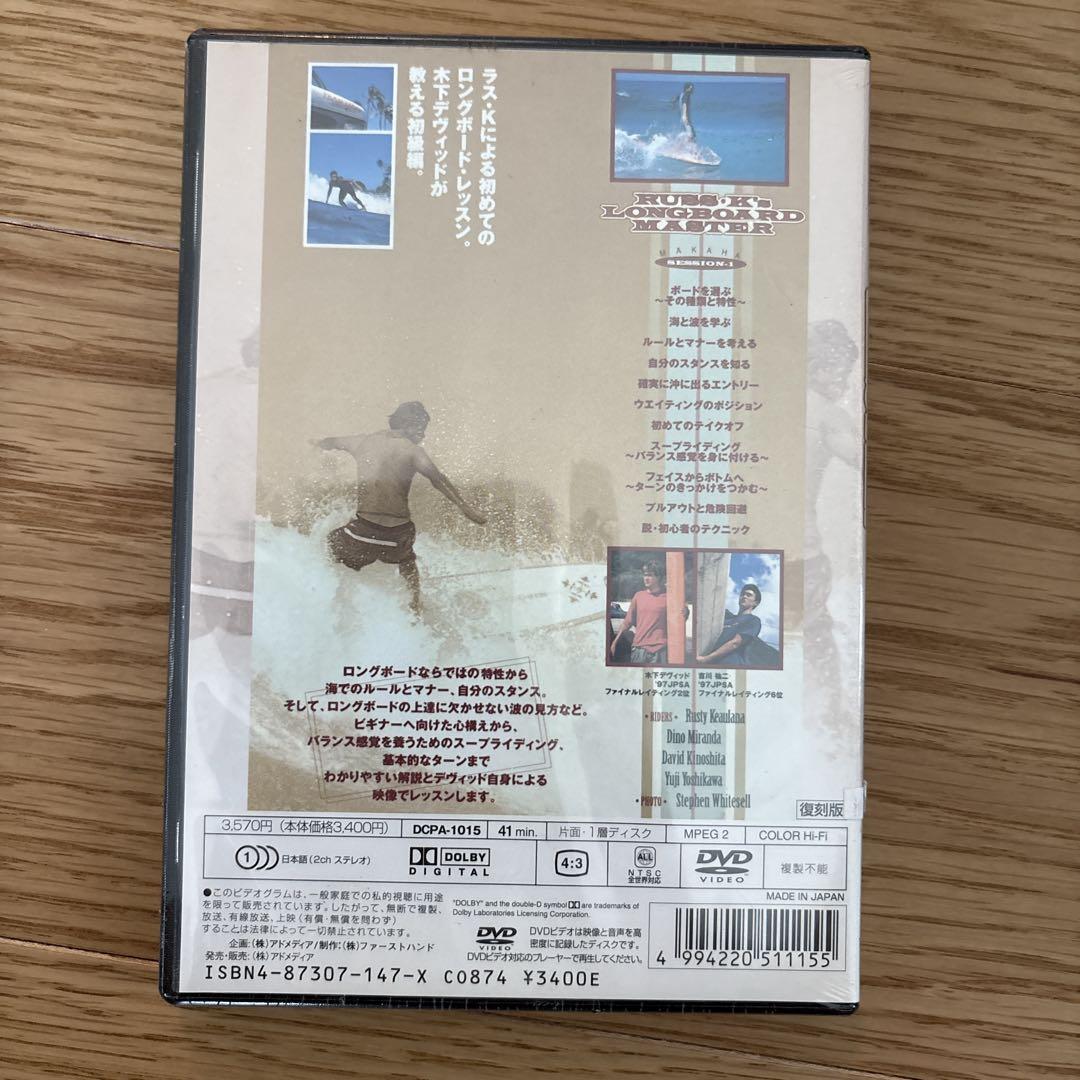 ラス・Kによる初めての
ロングボード・レッスン。
木下デヴィッドが
教える初級編。
RUSS・K's
LONGBOARD
MASTER
MAKAHA
SESSION-1
ボードを選ぶ
〜その種類と特性〜
海と波を学ぶ
ルールとマナーを考える
自分のスタンスを知る
確実に沖に出るエントリー
ウエイティングのポジション
初めてのテイクオフ
スープライディング
〜バランス感覚を身に付ける〜
フェイスからボトムへ
〜ターンのきっかけをつかむ〜
プルアウトと危険回避
脱・初心者のテクニック
木下デヴィッド
'97JPSA
ファイナルレイティング2位
'97JPSA
ファイナルレイティング6位
・RIDERS・ Rusty Keaulana
Dino Miranda
David Kinoshita
Yuji Yoshikawa
・PHOTO・ Stephen Whitesell
ロングボードならではの特性から
海でのルールとマナー、自分のスタンス。
そして、ロングボードの上達に欠かせない波の見方など。
ビギナーへ向けた心構えから、
バランス感覚を養うためのスープライディング、
基本的なターンまで
わかりやすい解説とデヴィッド自身による
映像でレッスンします。
復刻版
3,570円（本体価格3,400円） DCPA-1015 41 min. 片面・1層ディスク MPEG 2 COLOR Hi-Fi
1 日本語（2ch ステレオ） DOLBY DIGITAL 4:3 ALL NTSC 全世界対応 DVD VIDEO 複製不能
●このビデオグラムは、一般家庭での私的視聴に用途
を限って販売されています。したがって、無断で複製、
放送、有線放送、上映（有償・無償を問わず）
することは法律によって一切禁止されています。
企画：（株）アドメディア/制作：（株）ファーストハンド
発売・販売：（株）アドメディア
"DOLBY" and the double-D symbol are trademarks of
Dolby Laboratories Licensing Corporation.
DVD VIDEO
DVDビデオは映像と音声を高
密度に記録したディスクです。
DVDビデオ対応のプレーヤーで再生してください。
MADE IN JAPAN
4 994220 511155
ISBN4-87307-147-X C0874 ¥3400E